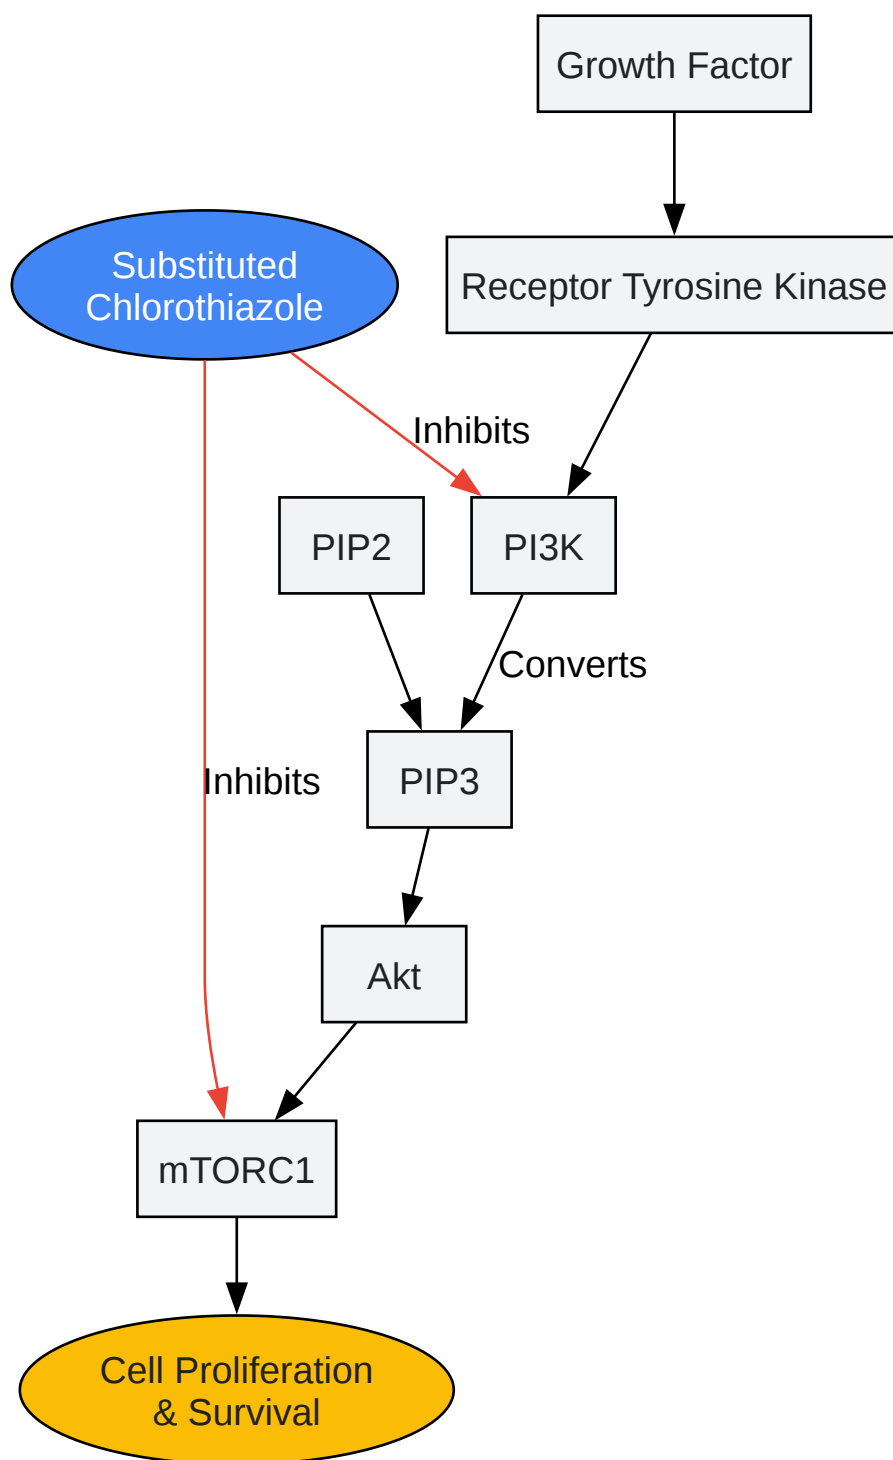 Growth Factor
Substituted
Chlorothiazole
Receptor Tyrosine Kinase
Inhibits
PIP2
PI3K
Converts
PIP3
Inhibits
Akt
mTORC1
Cell Proliferation
& Survival